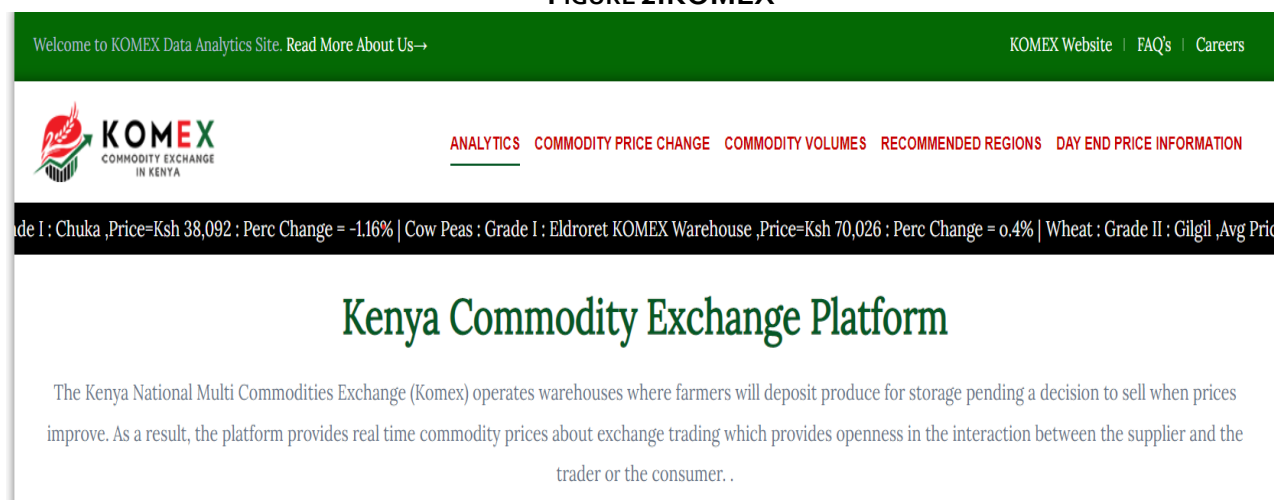 FIGURE 2:KOMEX
Welcome to KOMEX Data Analytics Site. Read More About Us→ KOMEX Website | FAQ's | Careers
KOMEX
COMMODITY EXCHANGE
IN KENYA
ANALYTICS COMMODITY PRICE CHANGE COMMODITY VOLUMES RECOMMENDED REGIONS DAY END PRICE INFORMATION
de I : Chuka ,Price=Ksh 38,092 : Perc Change = -1.16% | Cow Peas : Grade I : Eldroret KOMEX Warehouse ,Price=Ksh 70,026 : Perc Change = 0.4% | Wheat : Grade II : Gilgil ,Avg Pric
Kenya Commodity Exchange Platform
The Kenya National Multi Commodities Exchange (Komex) operates warehouses where farmers will deposit produce for storage pending a decision to sell when prices
improve. As a result, the platform provides real time commodity prices about exchange trading which provides openness in the interaction between the supplier and the
trader or the consumer. .